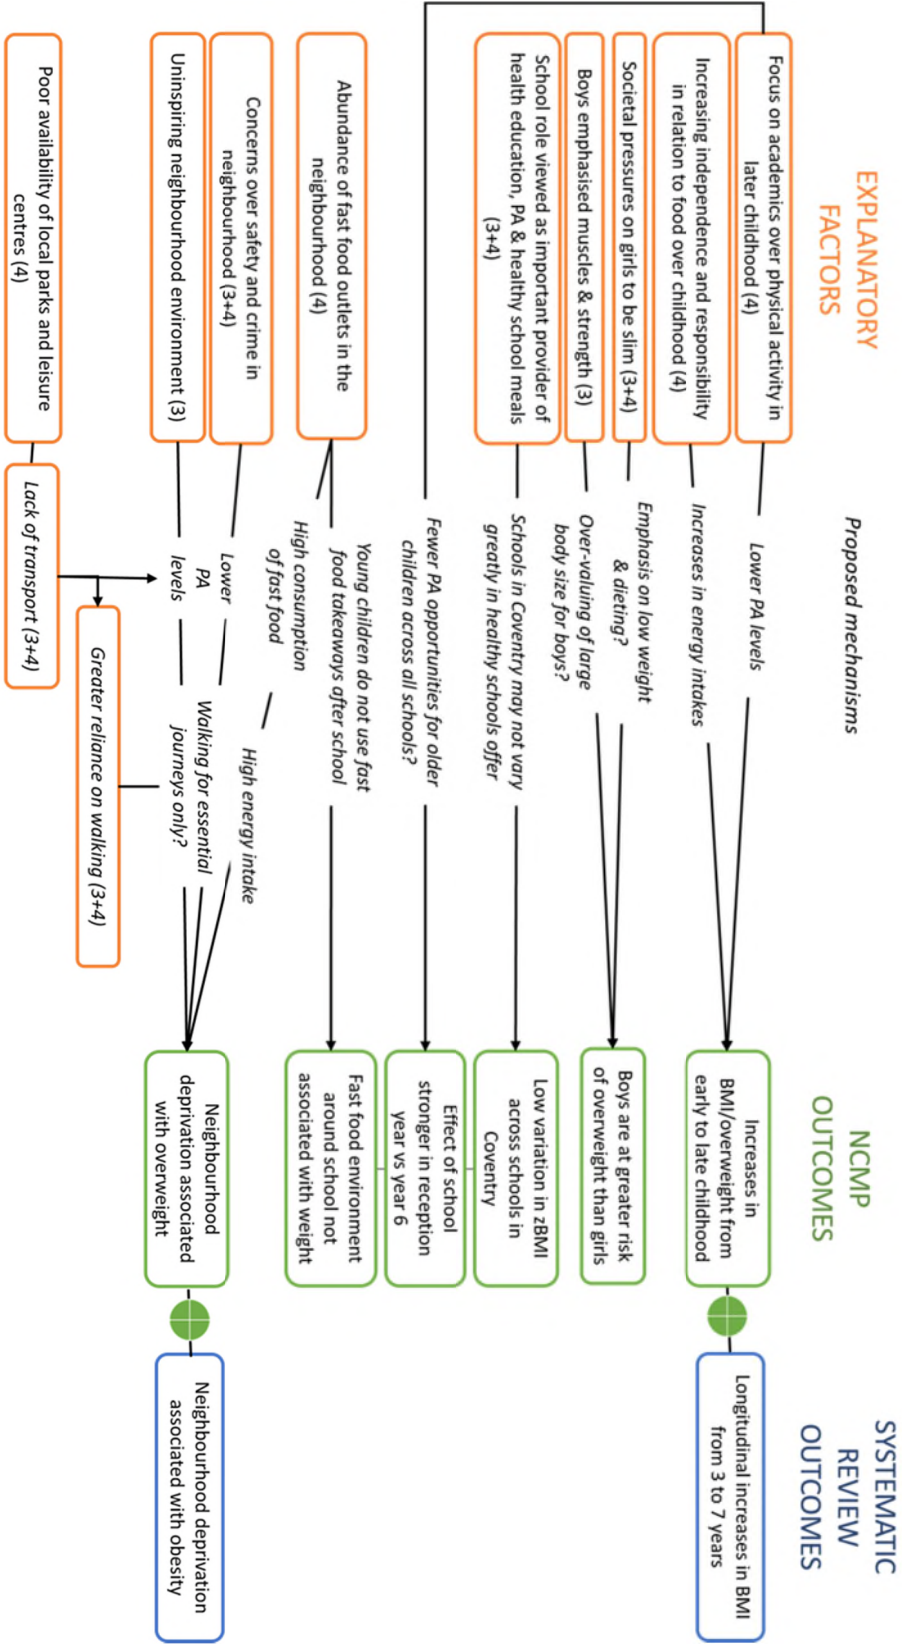 EXPLANATORY
FACTORS
Proposed mechanisms
NCMP
OUTCOMES
SYSTEMATIC
REVIEW
OUTCOMES
Focus on academics over physical activity in
later childhood (4)
Lower PA levels
Increasing independence and responsibility
in relation to food over childhood (4)
Increases in energy intakes
Increases in
BMI/overweight from
early to late childhood
Longitudinal increases in BMI
from 3 to 7 years
Societal pressures on girls to be slim (3+4)
Emphasis on low weight
& dieting?
Boys emphasised muscles & strength (3)
Over-valuing of large
body size for boys?
Boys are at greater risk
of overweight than girls
School role viewed as important provider of
health education, PA & healthy school meals
(3+4)
Schools in Coventry may not vary
greatly in healthy schools offer
Low variation in zBMI
across schools in
Coventry
Fewer PA opportunities for older
children across all schools?
Effect of school
stronger in reception
year vs year 6
Abundance of fast food outlets in the
neighbourhood (4)
Young children do not use fast
food takeaways after school
Fast food environment
around school not
associated with weight
High consumption
of fast food
High energy intake
Concerns over safety and crime in
neighbourhood (3+4)
Uninspiring neighbourhood environment (3)
Lower
PA
levels
Walking for essential
journeys only?
Neighbourhood
deprivation associated
with overweight
Neighbourhood deprivation
associated with obesity
Greater reliance on walking (3+4)
Poor availability of local parks and leisure
centres (4)
Lack of transport (3+4)